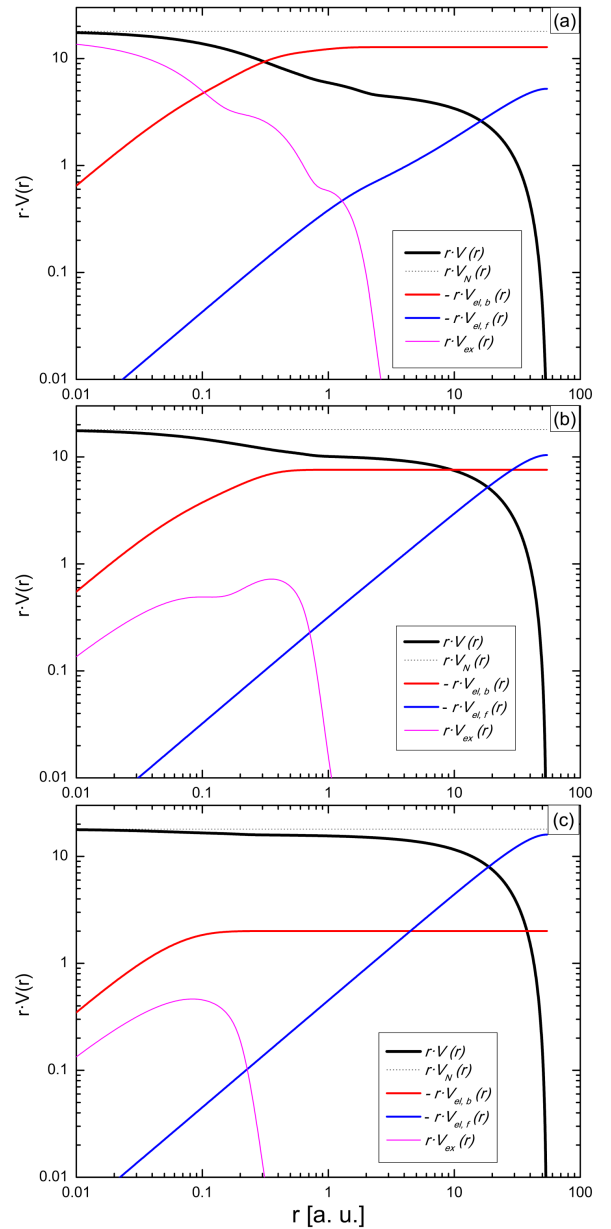 (a)
100
10
r·V(r)
1
0.1
0.01
r·V(r)
r·V_N(r)
- r·V_el, b(r)
- r·V_el, f(r)
r·V_ex(r)
0.01 0.1 1 10 100
(b)
10
r·V(r)
1
0.1
0.01
r·V(r)
r·V_N(r)
- r·V_el, b(r)
- r·V_el, f(r)
r·V_ex(r)
0.01 0.1 1 10 100
(c)
10
r·V(r)
1
0.1
0.01
r·V(r)
r·V_N(r)
- r·V_el, b(r)
- r·V_el, f(r)
r·V_ex(r)
0.01 0.1 1 10 100
r [a. u.]